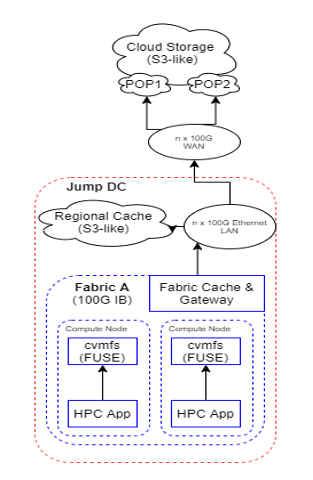 Cloud Storage
(S3-like)
POP1
POP2
n x 100G
WAN
Jump DC
Regional Cache
(S3-like)
n x 100G Ethernet
LAN
Fabric A
(100G IB)
Fabric Cache &
Gateway
Compute Node
cvmfs
(FUSE)
HPC App
Compute Node
cvmfs
(FUSE)
HPC App